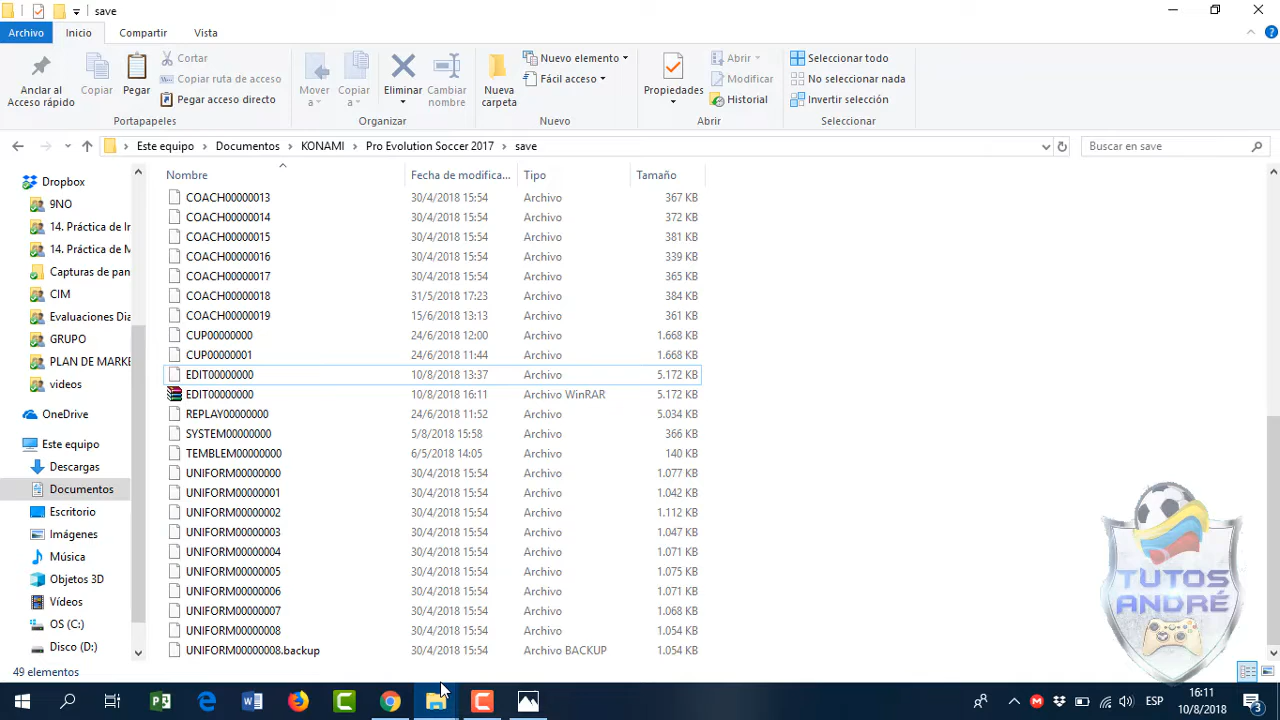 save
Archivo Inicio Compartir Vista
Anclar al Acceso rápido
Copiar
Pegar
Cortar
Copiar ruta de acceso
Pegar acceso directo
Portapapeles
Mover a
Copiar a
Eliminar
Cambiar nombre
Organizar
Nueva carpeta
Nuevo elemento
Fácil acceso
Nuevo
Propiedades
Abrir
Modificar
Historial
Abrir
Seleccionar todo
No seleccionar nada
Invertir selección
Seleccionar
Este equipo > Documentos > KONAMI > Pro Evolution Soccer 2017 > save
Buscar en save
Dropbox
9NO
14. Práctica de Ir
14. Práctica de M
Capturas de pan
CIM
Evaluaciones Dia
GRUPO
PLAN DE MARKE
videos
OneDrive
Este equipo
Descargas
Documentos
Escritorio
Imágenes
Música
Objetos 3D
Vídeos
OS (C:)
Disco (D:)
Nombre Fecha de modifica... Tipo Tamaño
COACH00000013 30/4/2018 15:54 Archivo 367 KB
COACH00000014 30/4/2018 15:54 Archivo 372 KB
COACH00000015 30/4/2018 15:54 Archivo 381 KB
COACH00000016 30/4/2018 15:54 Archivo 339 KB
COACH00000017 30/4/2018 15:54 Archivo 365 KB
COACH00000018 31/5/2018 17:23 Archivo 384 KB
COACH00000019 15/6/2018 13:13 Archivo 361 KB
CUP00000000 24/6/2018 12:00 Archivo 1.668 KB
CUP00000001 24/6/2018 11:44 Archivo 1.668 KB
EDIT00000000 10/8/2018 13:37 Archivo 5.172 KB
EDIT00000000 10/8/2018 16:11 Archivo WinRAR 5.172 KB
REPLAY00000000 24/6/2018 11:52 Archivo 5.034 KB
SYSTEM00000000 5/8/2018 15:58 Archivo 366 KB
TEMBLEM00000000 6/5/2018 14:05 Archivo 140 KB
UNIFORM00000000 30/4/2018 15:54 Archivo 1.077 KB
UNIFORM00000001 30/4/2018 15:54 Archivo 1.042 KB
UNIFORM00000002 30/4/2018 15:54 Archivo 1.112 KB
UNIFORM00000003 30/4/2018 15:54 Archivo 1.047 KB
UNIFORM00000004 30/4/2018 15:54 Archivo 1.071 KB
UNIFORM00000005 30/4/2018 15:54 Archivo 1.075 KB
UNIFORM00000006 30/4/2018 15:54 Archivo 1.071 KB
UNIFORM00000007 30/4/2018 15:54 Archivo 1.068 KB
UNIFORM00000008 30/4/2018 15:54 Archivo 1.054 KB
UNIFORM00000008.backup 30/4/2018 15:54 Archivo BACKUP 1.054 KB
TUTOS
ANDRÉ
49 elementos
ESP
16:11
10/8/2018
3